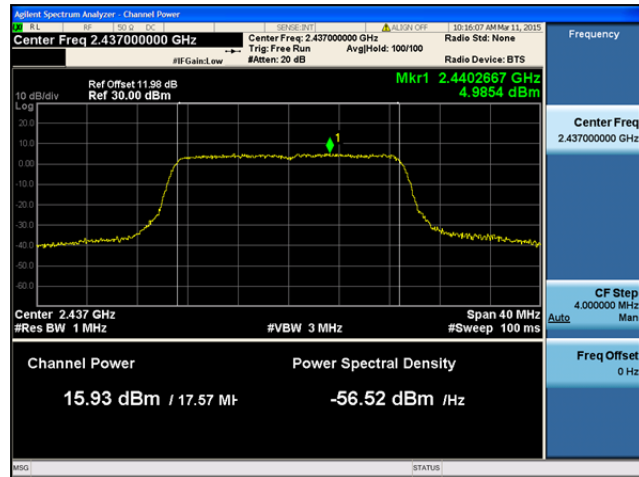 Agilent Spectrum Analyzer - Channel Power
RL RF 50 Ω DC SENSE:INT ALIGN OFF 10:16:07 AM Mar 11, 2015
Center Freq 2.437000000 GHz
Center Freq: 2.437000000 GHz
Radio Std: None
Trig: Free Run Avg|Hold: 100/100
#IFGain:Low #Atten: 20 dB Radio Device: BTS
Frequency
Mkr1 2.4402667 GHz
4.9854 dBm
Ref Offset 11.98 dB
10 dB/div Ref 30.00 dBm
Log
20.0
10.0
0.00
-10.0
-20.0
-30.0
-40.0
-50.0
-60.0
1
Center 2.437 GHz Span 40 MHz
#Res BW 1 MHz #VBW 3 MHz #Sweep 100 ms
Channel Power Power Spectral Density
15.93 dBm / 17.57 MH -56.52 dBm /Hz
Center Freq
2.437000000 GHz
CF Step
4.000000 MHz
Auto Man
Freq Offset
0 Hz
MSG STATUS